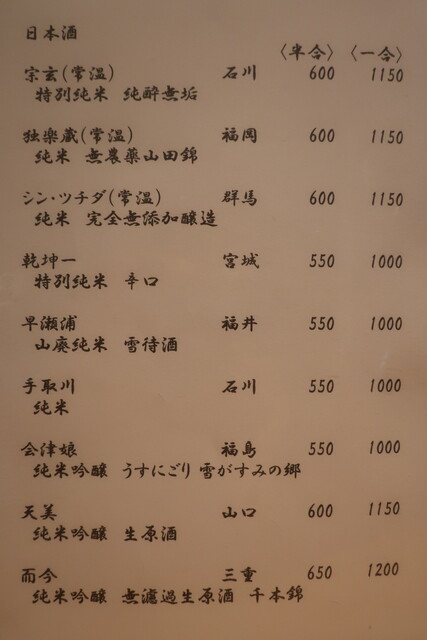 日本酒
〈半合〉 〈一合〉
宗玄(常温) 石川 600 1150
特別純米 純酔無垢
独楽蔵(常温) 福岡 600 1150
純米 無農薬山田錦
シン・ツチダ(常温) 群馬 600 1150
純米 完全無添加醸造
乾坤一 宮城 550 1000
特別純米 辛口
早瀬浦 福井 550 1000
山廃純米 雪待酒
手取川 石川 550 1000
純米
会津娘 福島 550 1000
純米吟醸 うすにごり 雪がすみの郷
天美 山口 600 1150
純米吟醸 生原酒
而今 三重 650 1200
純米吟醸 無濾過生原酒 千本錦